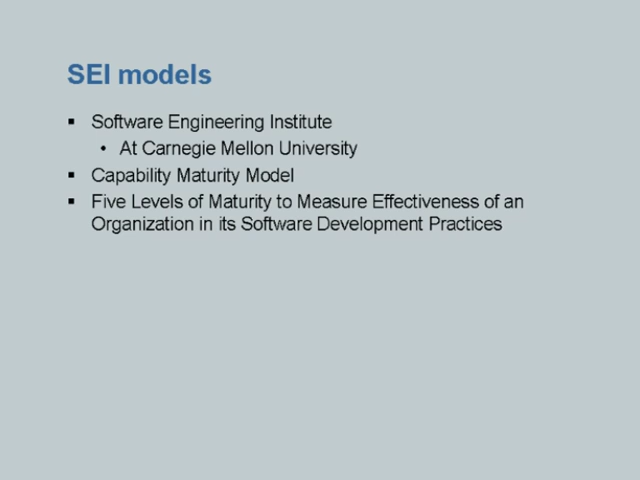 SEI models
▪ Software Engineering Institute
• At Carnegie Mellon University
▪ Capability Maturity Model
▪ Five Levels of Maturity to Measure Effectiveness of an
Organization in its Software Development Practices